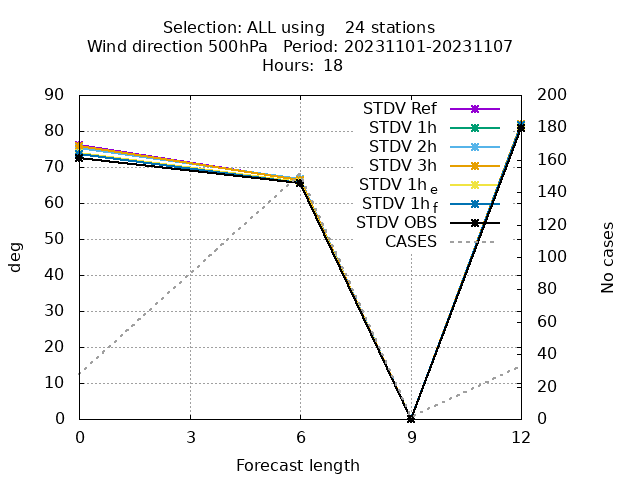 Selection: ALL using    24 stations
Wind direction 500hPa   Period: 20231101-20231107
Hours: 18
90
80
70
60
50
40
30
20
10
0
200
180
160
140
120
100
80
60
40
20
0
0 3 6 9 12
deg
No cases
Forecast length
STDV Ref
STDV 1h
STDV 2h
STDV 3h
STDV 1h e
STDV 1h f
STDV OBS
CASES